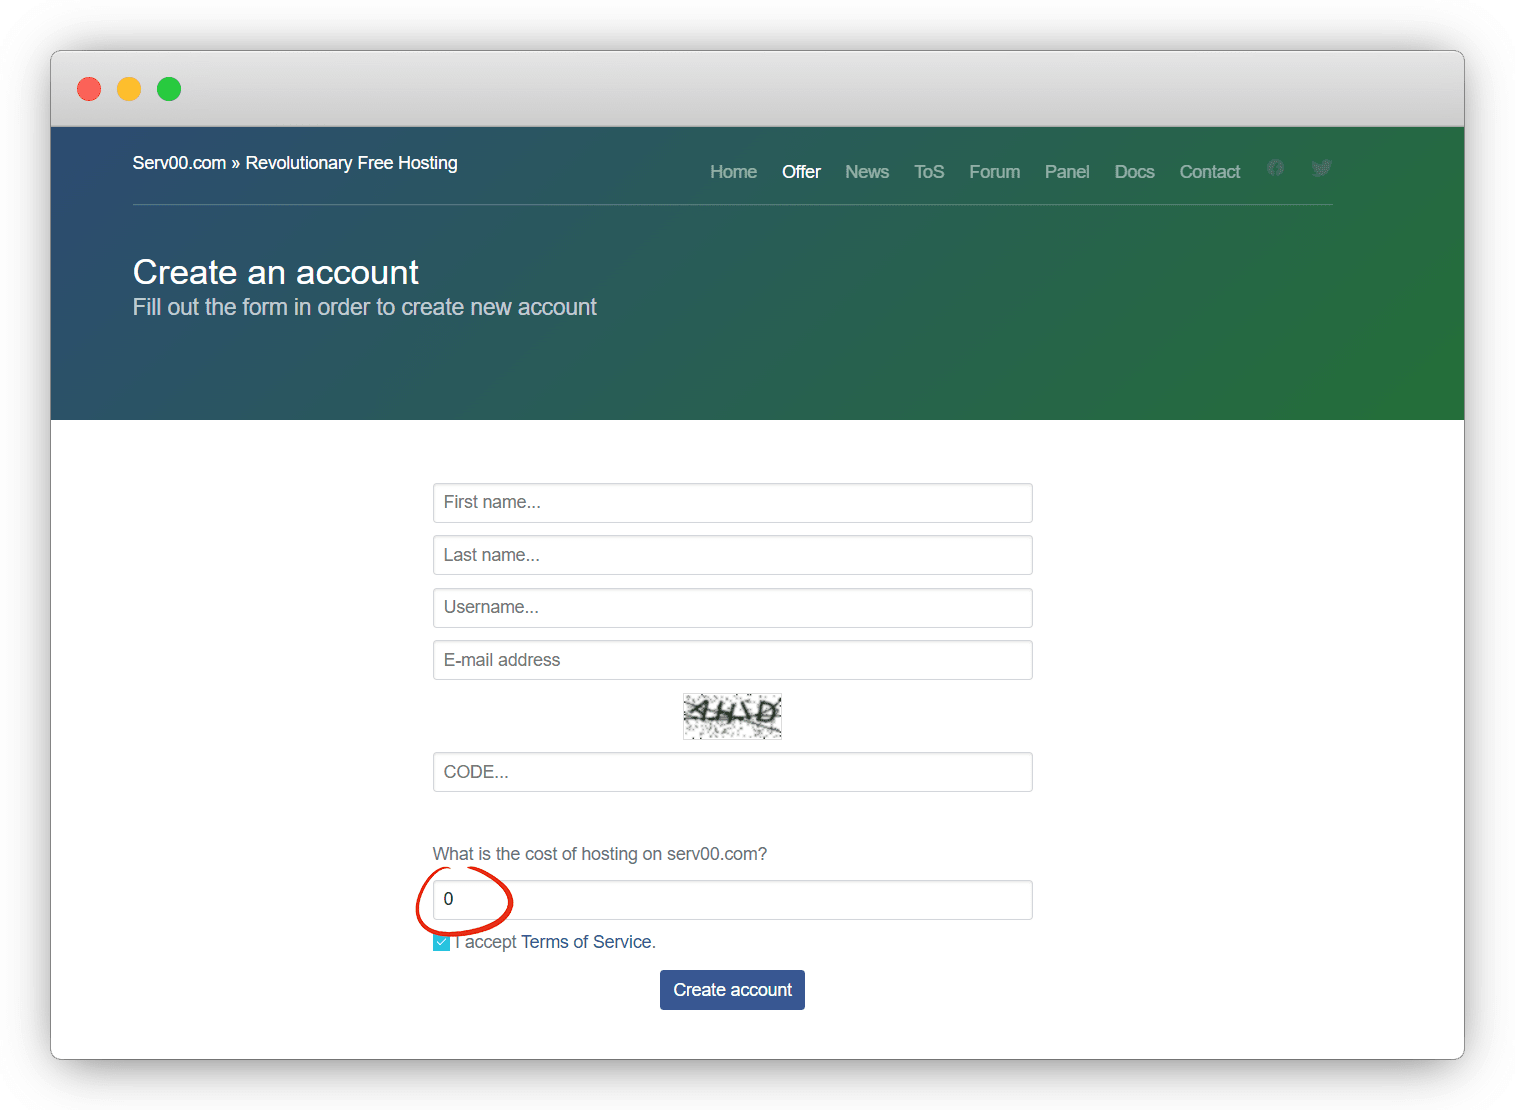 Serv00.com » Revolutionary Free Hosting
Home Offer News ToS Forum Panel Docs Contact
Create an account
Fill out the form in order to create new account
First name...
Last name...
Username...
E-mail address
CODE...
What is the cost of hosting on serv00.com?
0
I accept Terms of Service.
Create account